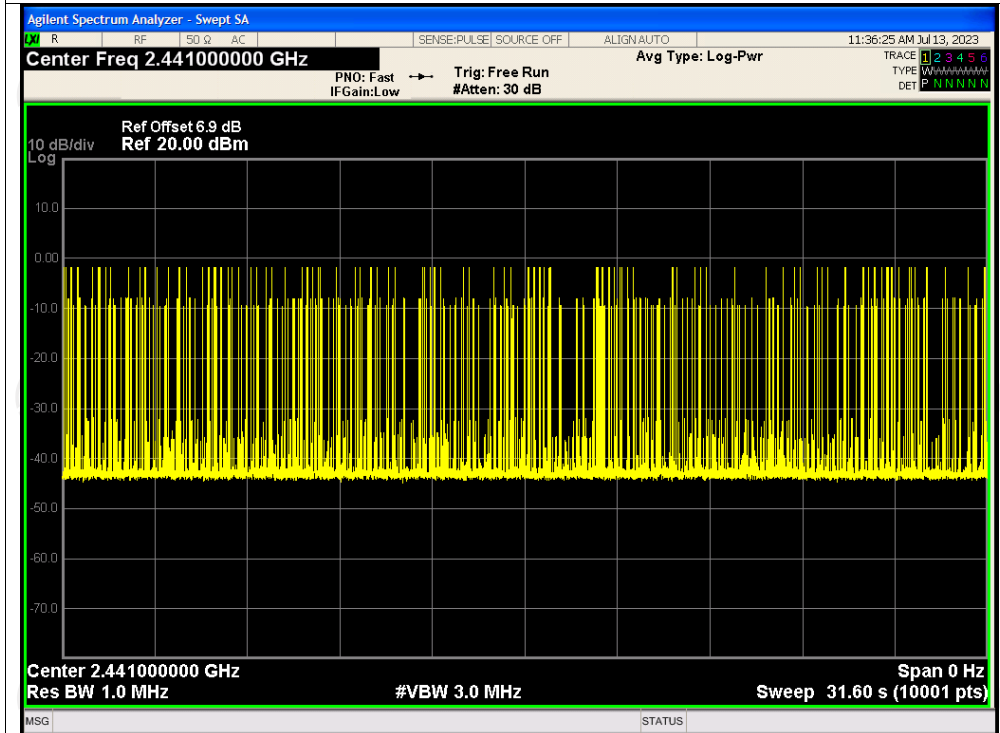 Agilent Spectrum Analyzer - Swept SA
LXI R RF 50 Ω AC SENSE:PULSE SOURCE OFF ALIGN AUTO 11:36:25 AM Jul 13, 2023
Center Freq 2.441000000 GHz Avg Type: Log-Pwr TRACE 1 2 3 4 5 6
PNO: Fast Trig: Free Run TYPE W
IFGain:Low #Atten: 30 dB DET P N N N N N
Ref Offset 6.9 dB
10 dB/div Ref 20.00 dBm
Log
10.0
0.00
-10.0
-20.0
-30.0
-40.0
-50.0
-60.0
-70.0
Center 2.441000000 GHz Span 0 Hz
Res BW 1.0 MHz #VBW 3.0 MHz Sweep 31.60 s (10001 pts)
MSG STATUS